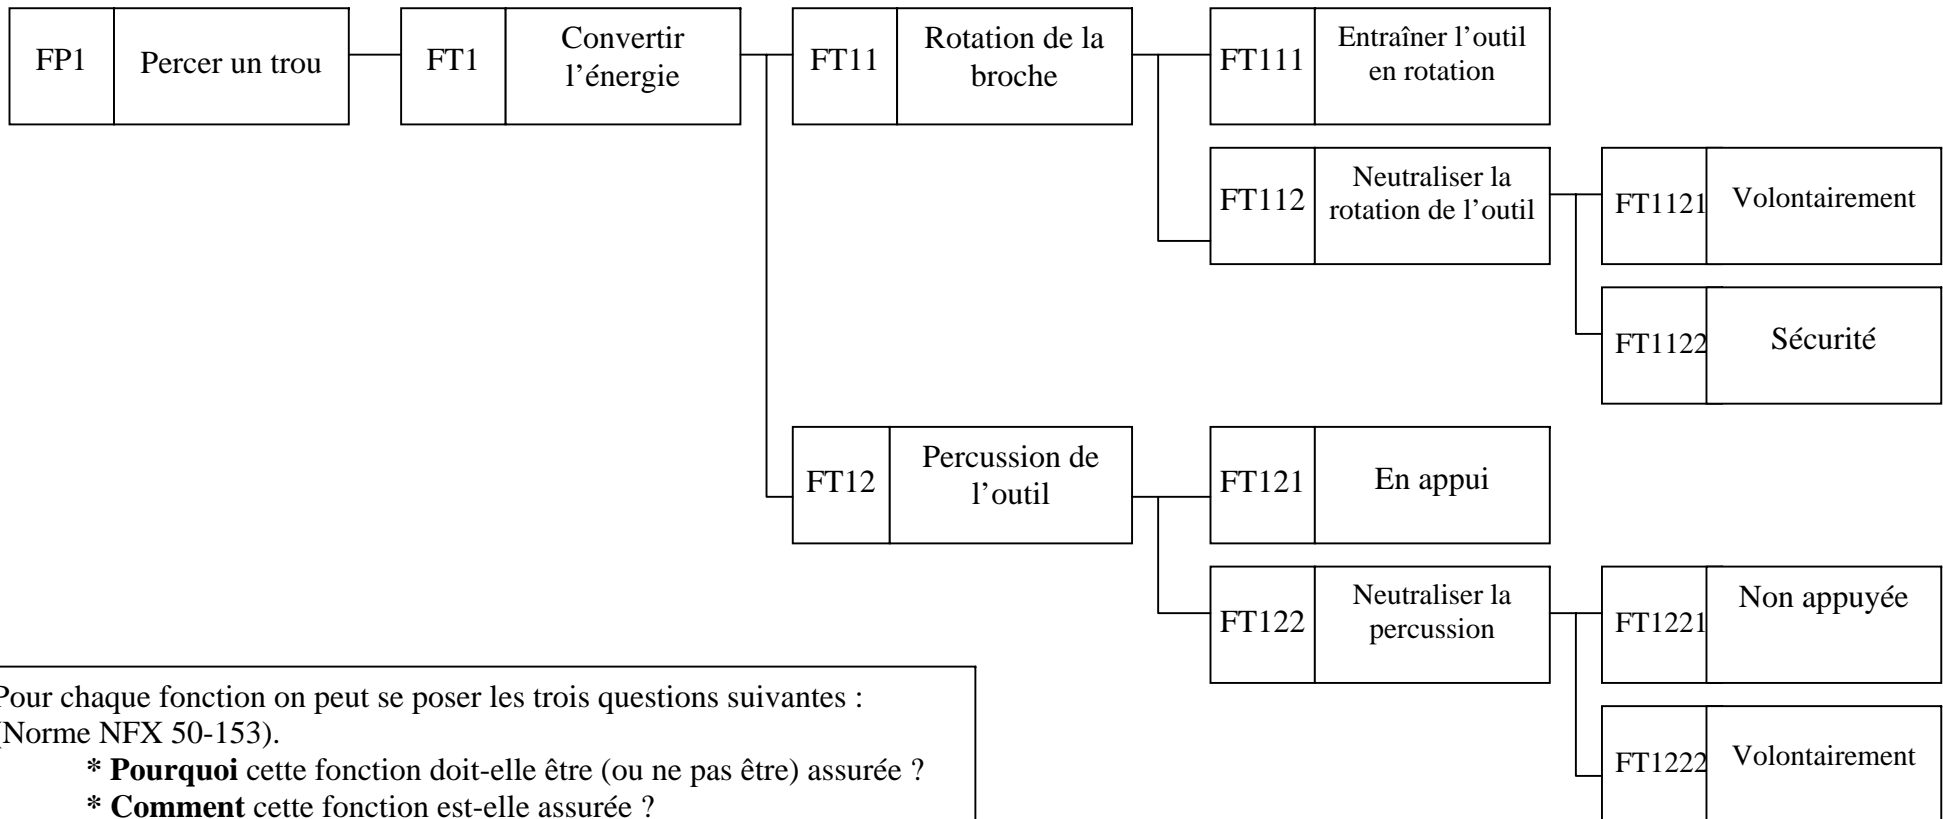 FP1
Percer un trou
FT1
Convertir
l’énergie
FT11
Rotation de la
broche
FT111
Entraîner l’outil
en rotation
FT112
Neutraliser la
rotation de l’outil
FT1121
Volontairement
FT1122
Sécurité
FT12
Percussion de
l’outil
FT121
En appui
FT122
Neutraliser la
percussion
FT1221
Non appuyée
FT1222
Volontairement
Pour chaque fonction on peut se poser les trois questions suivantes :
(Norme NFX 50-153).
* Pourquoi cette fonction doit-elle être (ou ne pas être) assurée ?
* Comment cette fonction est-elle assurée ?